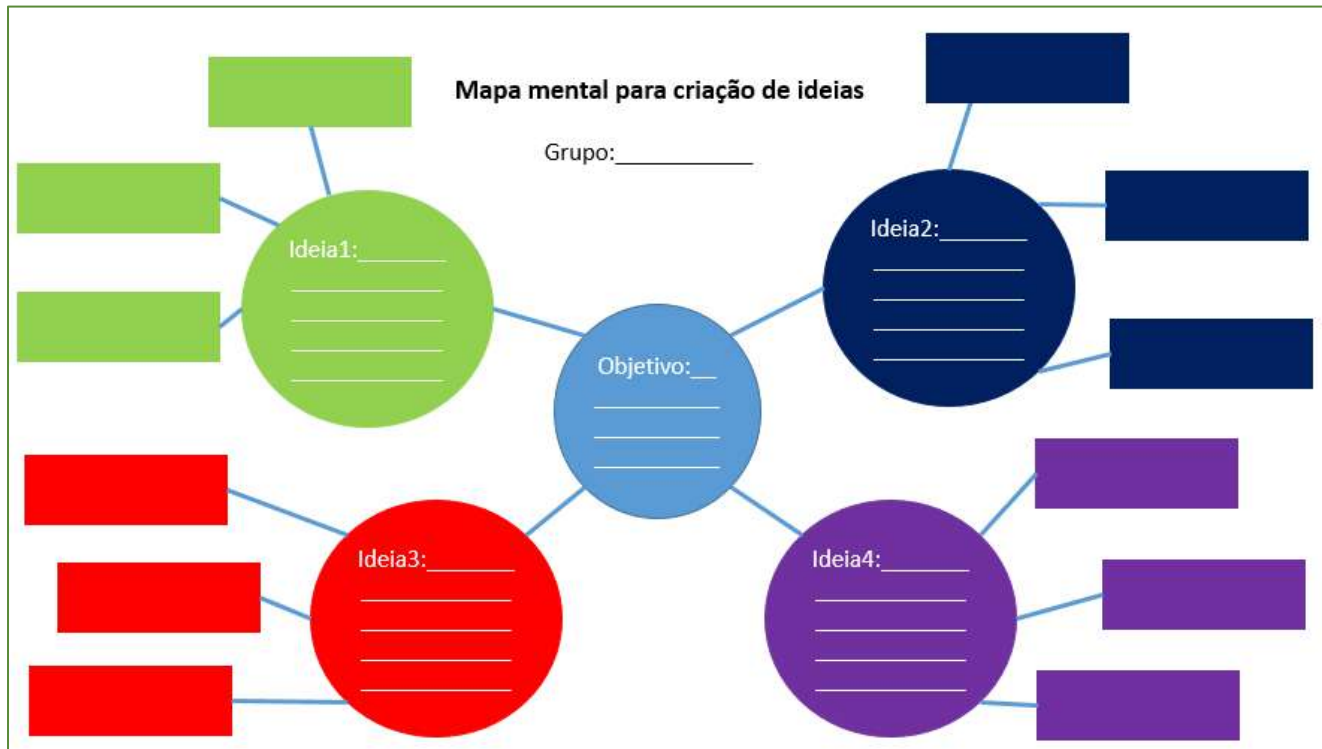 Mapa mental para criação de ideias
Grupo:___________
Ideia1:_______
Ideia2:_______
Objetivo:__
Ideia3:_______
Ideia4:_______